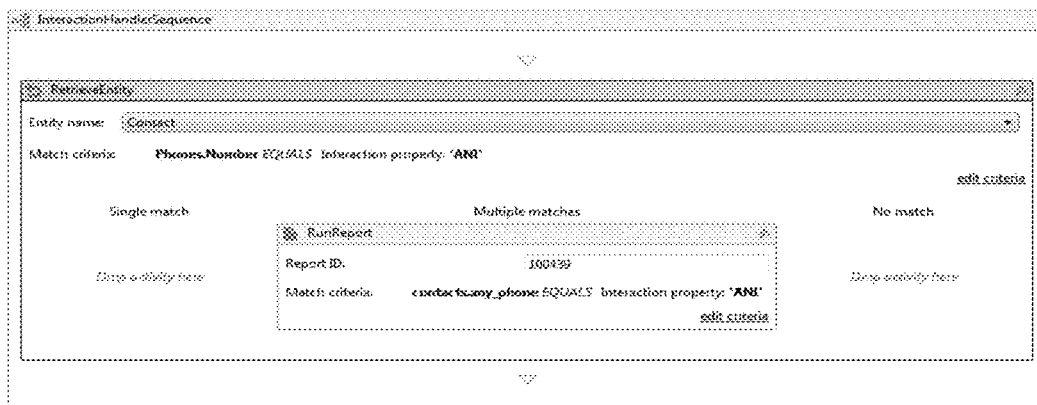 InteractionHandlerSequence
RetrieveEntity
Entity name: Contact
Match criteria: Phones.Number EQUALS Interaction property: 'ANI'
edit criteria
Single match Multiple matches No match
RunReport
Report ID: 100439
Drop activity here Drop activity here
Match criteria: contacts.any_phone EQUALS Interaction property: 'ANI'
edit criteria